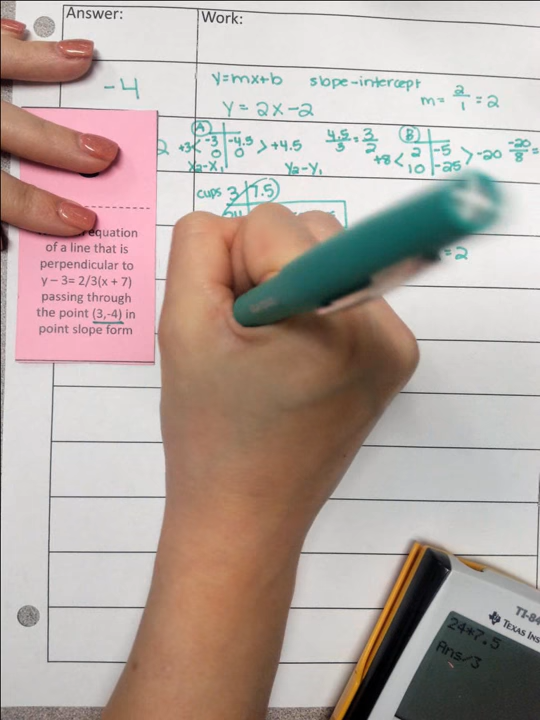 Answer:
Work:
-4
y=mx+b slope-intercept
m= 2/1 = 2
y= 2x-2
A
-3 -4.5
+3< >+4.5
0 0
x₂-x₁ y₂-y₁
4.5/3 = 3/2
B
2 -5
+8< >-20
10 -25
-20/8 =
cups 3 7.5
= 2
equation
of a line that is
perpendicular to
y – 3= 2/3(x + 7)
passing through
the point (3,-4) in
point slope form
TI-84
TEXAS INS
24*7.5
Ans/3